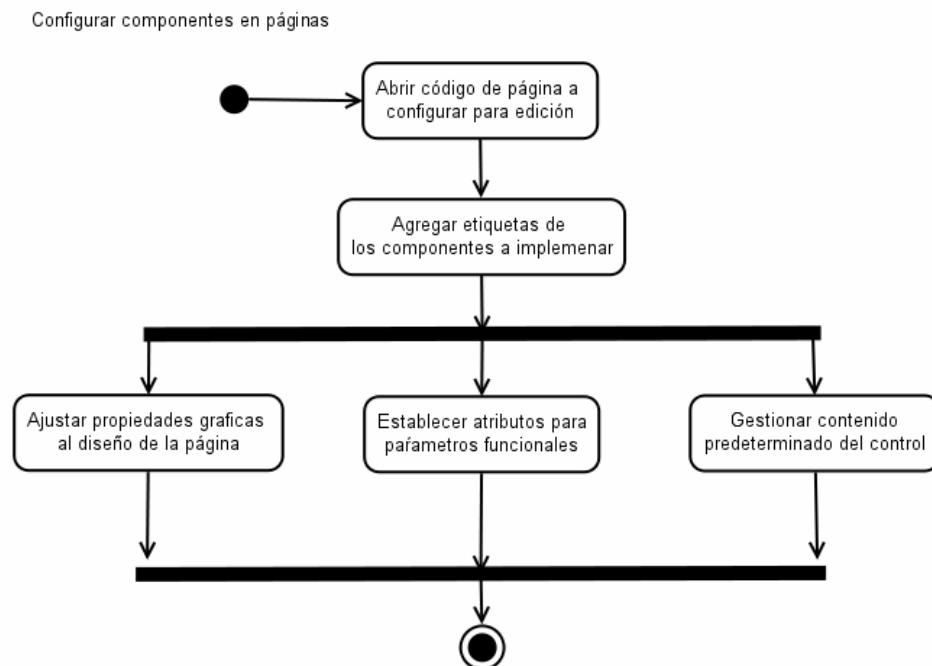 Configurar componentes en páginas
Abrir código de página a
configurar para edición
Agregar etiquetas de
los componentes a implemenar
Ajustar propiedades graficas
al diseño de la página
Establecer atributos para
paŕametros funcionales
Gestionar contenido
predeterminado del control